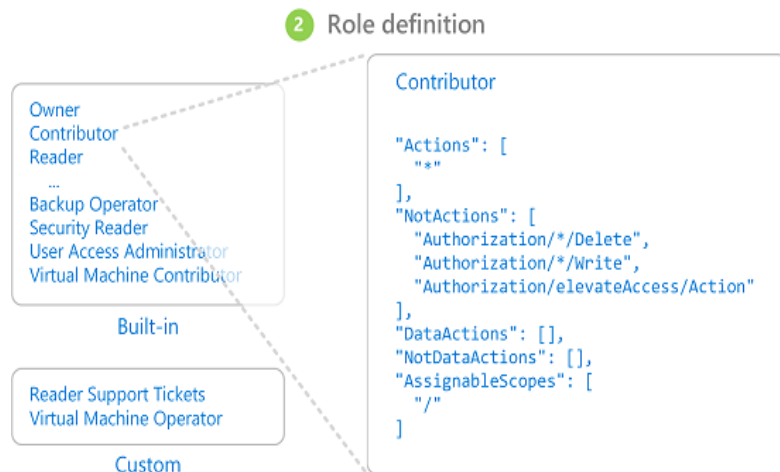 2 Role definition
Owner
Contributor
Reader
...
Backup Operator
Security Reader
User Access Administrator
Virtual Machine Contributor
Built-in
Reader Support Tickets
Virtual Machine Operator
Custom
Contributor
"Actions": [
"*"
],
"NotActions": [
"Authorization/*/Delete",
"Authorization/*/Write",
"Authorization/elevateAccess/Action"
],
"DataActions": [],
"NotDataActions": [],
"AssignableScopes": [
"/"
]